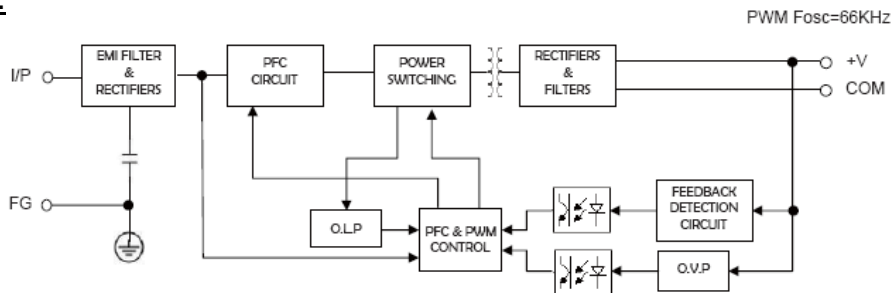 PWM Fosc=66KHz
I/P
EMI FILTER
&
RECTIFIERS
PFC
CIRCUIT
POWER
SWITCHING
RECTIFIERS
&
FILTERS
+V
COM
FG
O.L.P
PFC & PWM
CONTROL
FEEDBACK
DETECTION
CIRCUIT
O.V.P